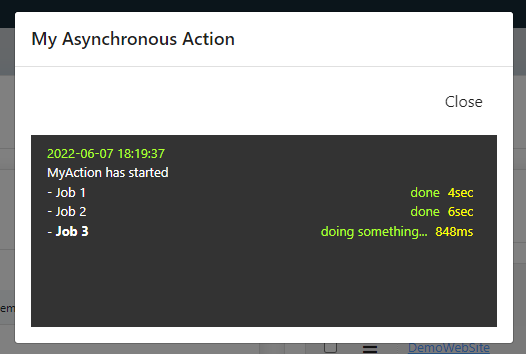 My Asynchronous Action
Close
2022-06-07 18:19:37
MyAction has started
- Job 1 done 4sec
- Job 2 done 6sec
- Job 3 doing something... 848ms
em
DemoWebSite